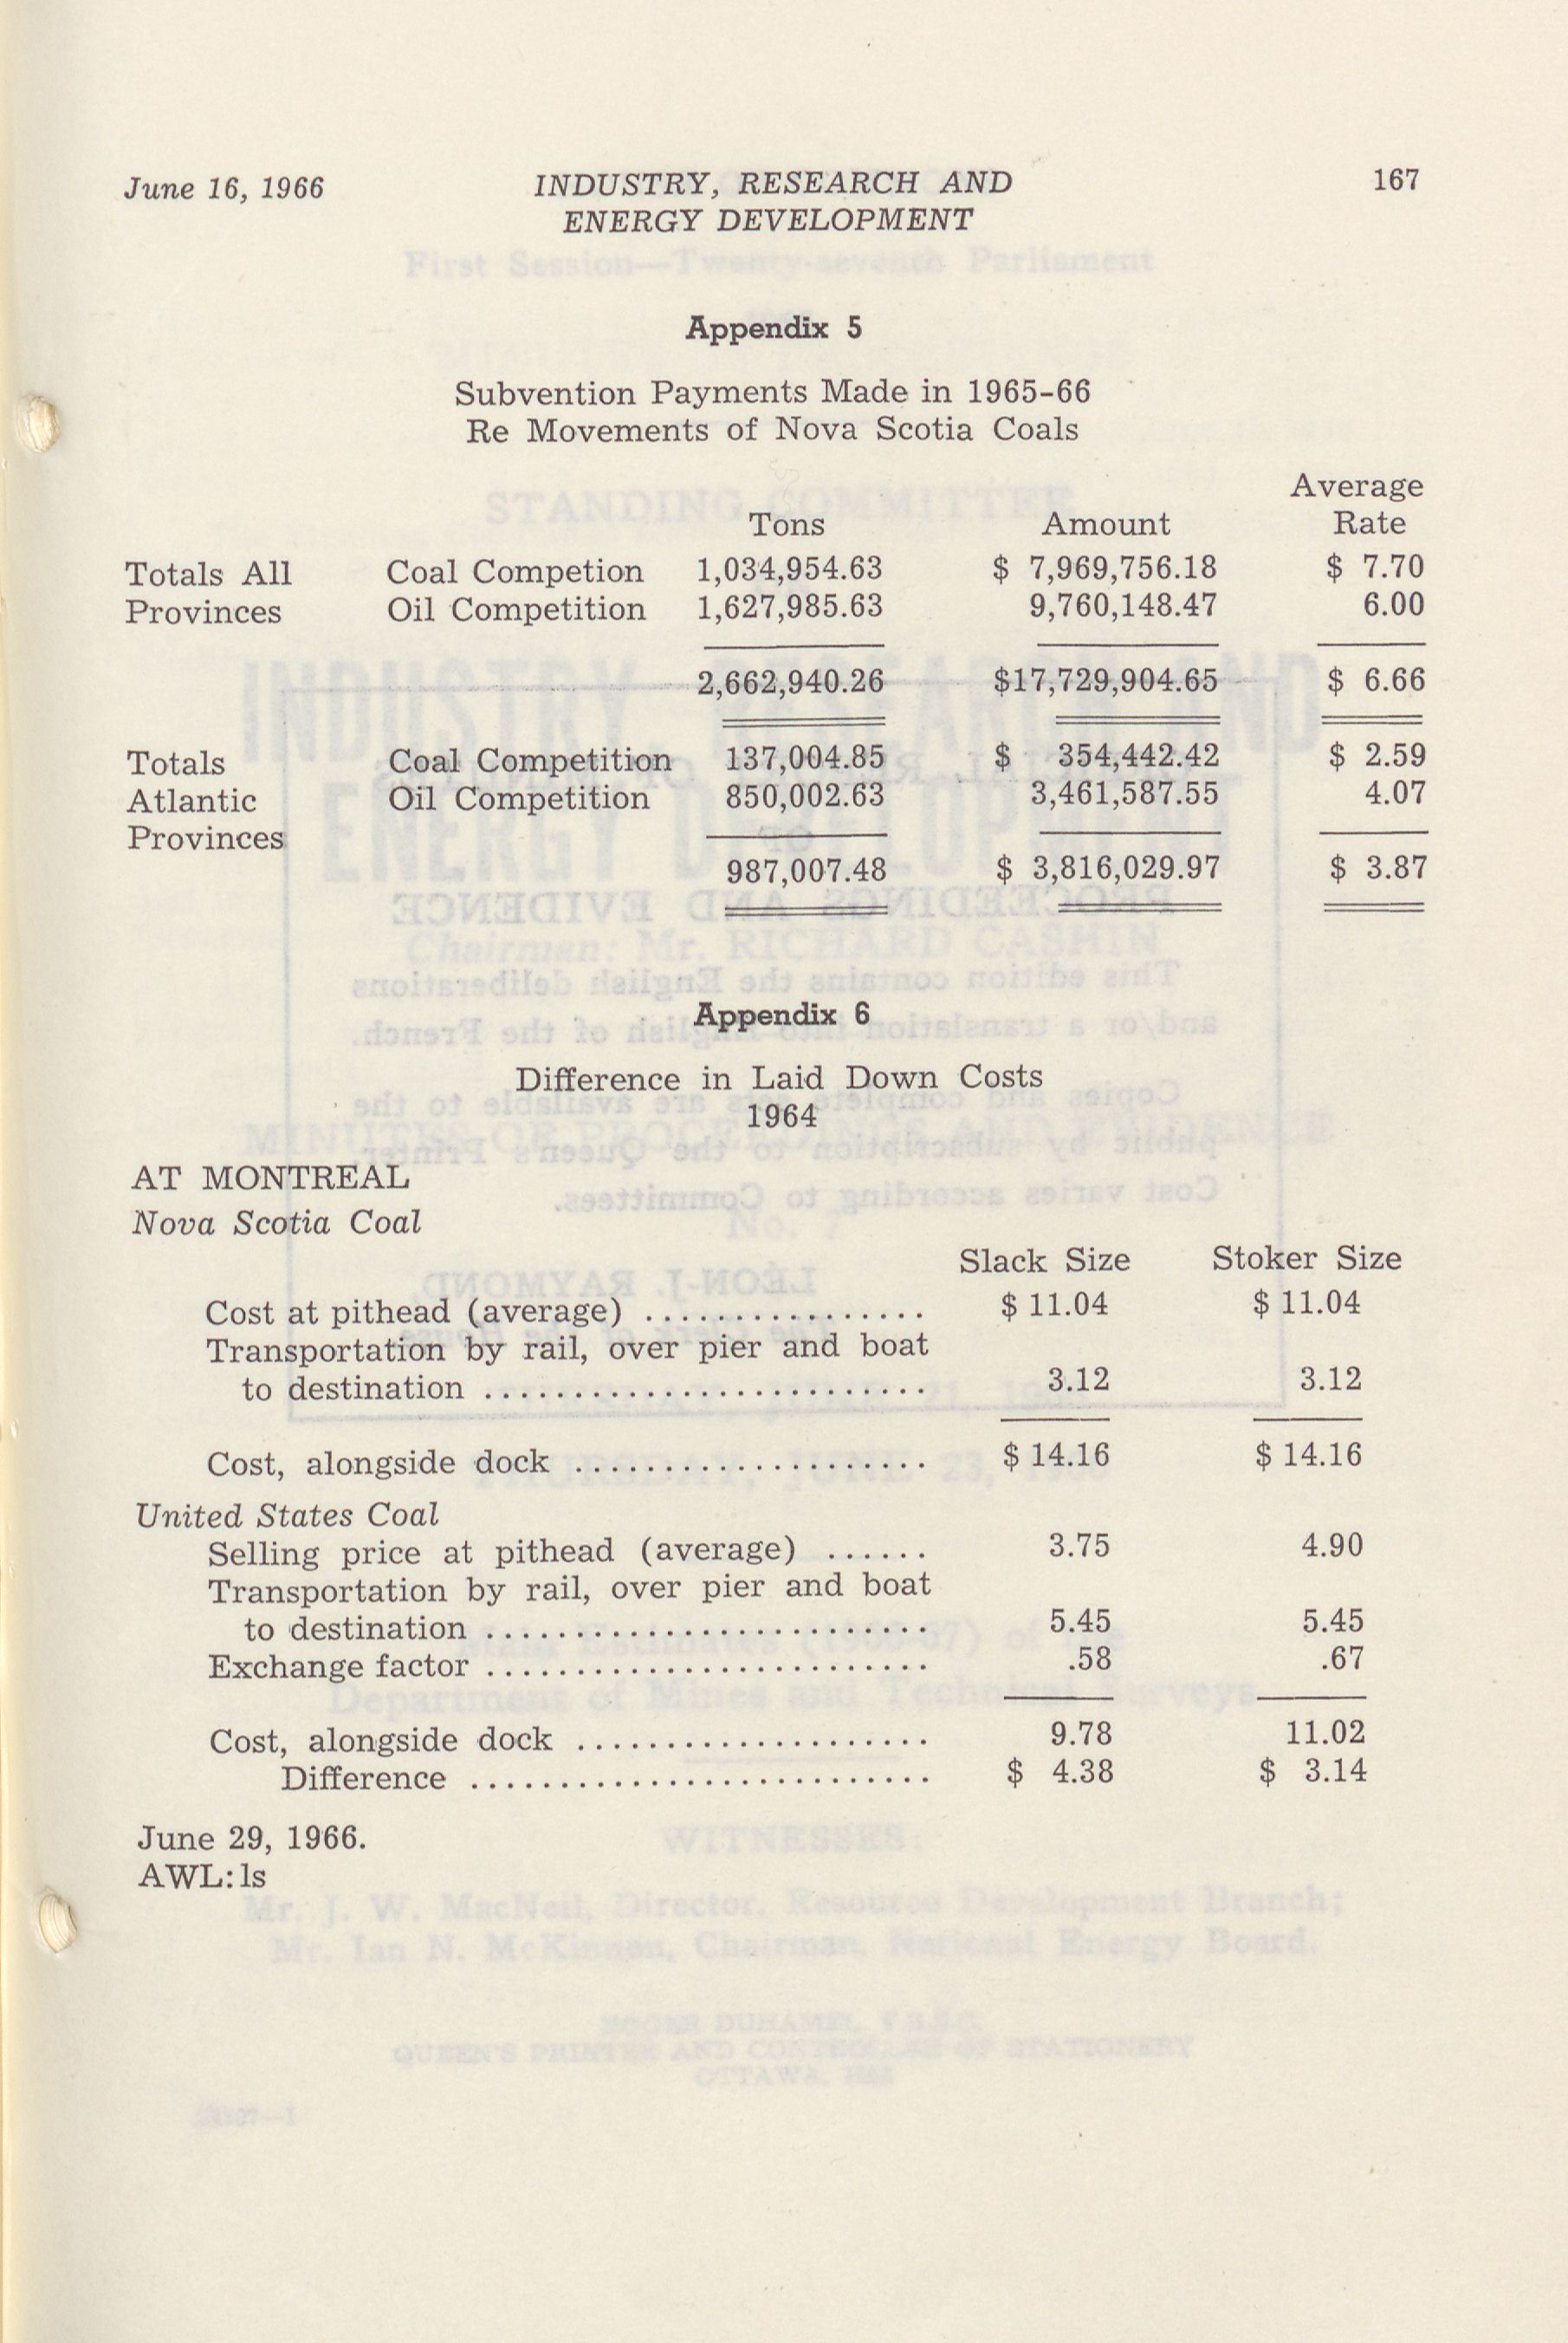 June 16, 1966 INDUSTRY, RESEARCH AND 167
ENERGY DEVELOPMENT
Appendix 5
Subvention Payments Made in 1965-66
Re Movements of Nova Scotia Coals
Average
Tons Amount Rate
Totals All Coal Competion 1,034,954.63 $ 7,969,756.18 $ 7.70
Provinces Oil Competition 1,627,985.63 9,760,148.47 6.00
2,662,940.26 $17,729,904.65 $ 6.66
Totals Coal Competition 137,004.85 $ 354,442.42 $ 2.59
Atlantic Oil Competition 850,002.63 3,461,587.55 4.07
Provinces
987,007.48 $ 3,816,029.97 $ 3.87
Appendix 6
Difference in Laid Down Costs
1964
AT MONTREAL
Nova Scotia Coal
Slack Size Stoker Size
Cost at pithead (average) ................ $ 11.04 $ 11.04
Transportation by rail, over pier and boat
to destination ......................... 3.12 3.12
Cost, alongside dock .................... $ 14.16 $ 14.16
United States Coal
Selling price at pithead (average) ...... 3.75 4.90
Transportation by rail, over pier and boat
to destination ......................... 5.45 5.45
Exchange factor ......................... .58 .67
Cost, alongside dock .................... 9.78 11.02
Difference .......................... $ 4.38 $ 3.14
June 29, 1966.
AWL:ls